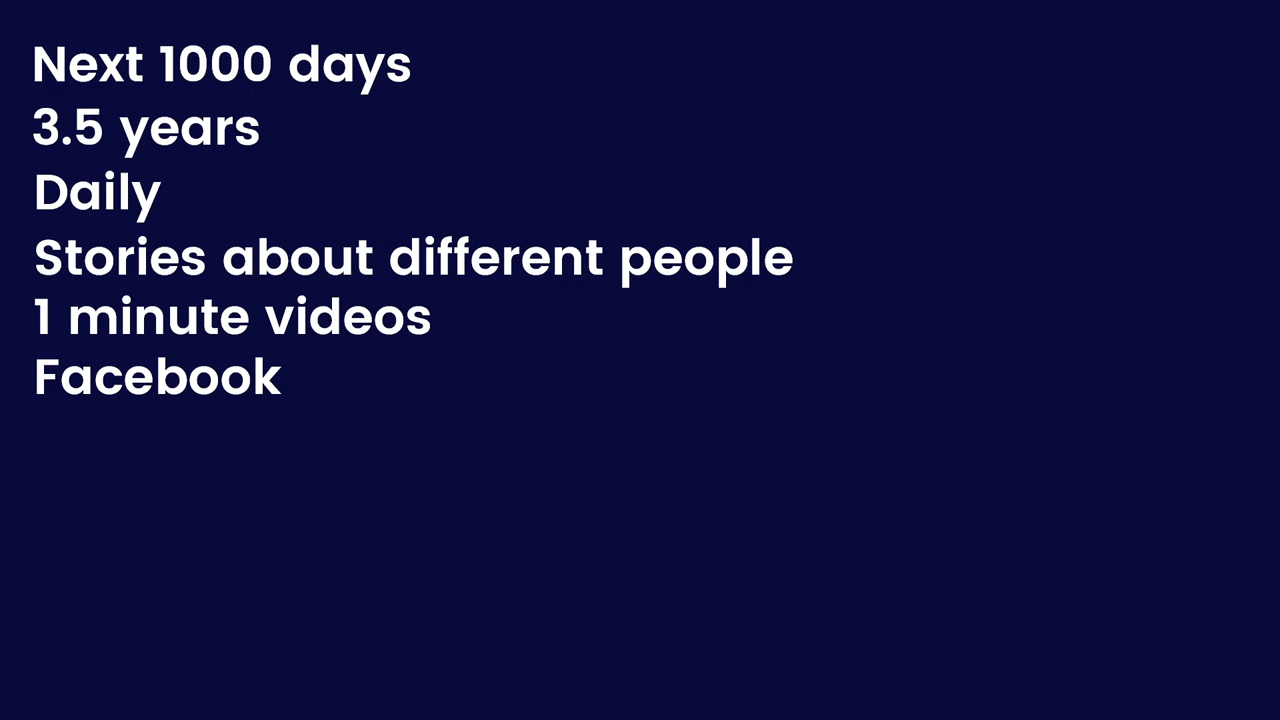 Next 1000 days
3.5 years
Daily
Stories about different people
1 minute videos
Facebook